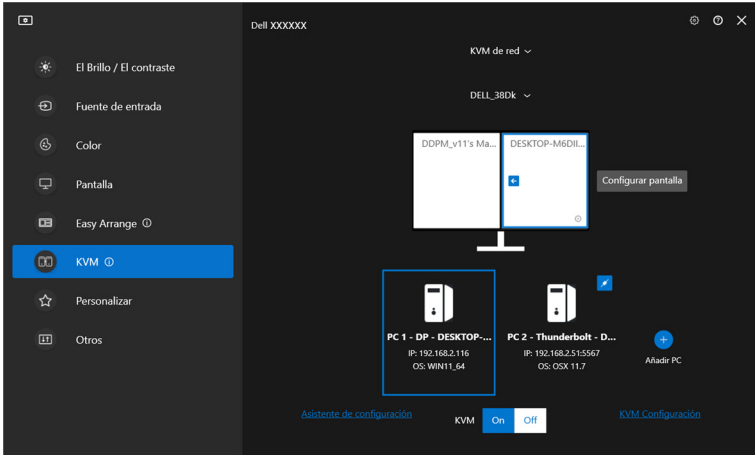 Dell XXXXXX
KVM de red
El Brillo / El contraste
Fuente de entrada
Color
Pantalla
Easy Arrange
KVM
Personalizar
Otros
DELL_38Dk
DDPM_v11's Ma...
DESKTOP-M6DII...
Configurar pantalla
PC 1 - DP - DESKTOP-...
IP: 192.168.2.116
OS: WIN11_64
PC 2 - Thunderbolt - D...
IP: 192.168.2.51:5567
OS: OSX 11.7
Añadir PC
Asistente de configuración
KVM
On
Off
KVM Configuración